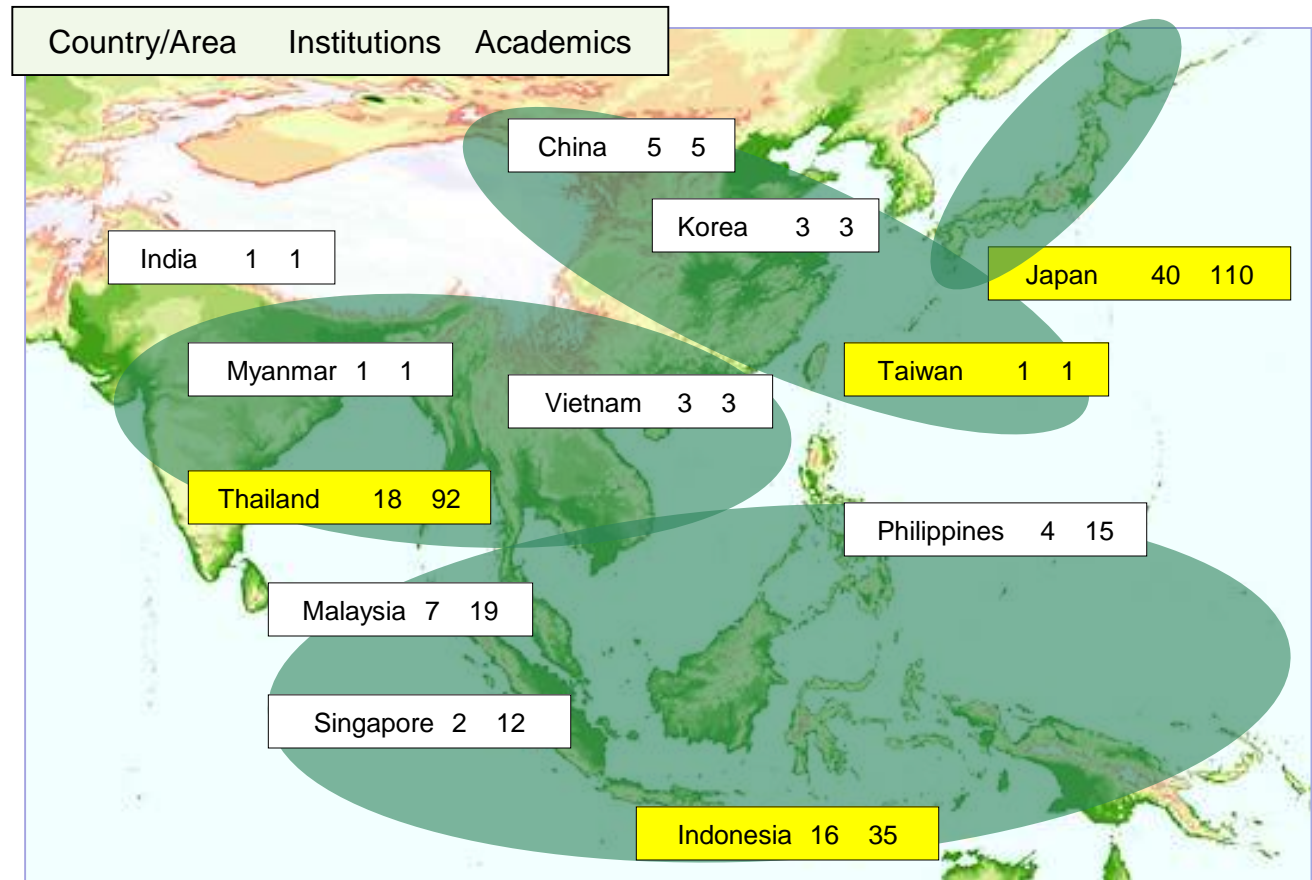 Country/Area Institutions Academics
China 5 5
Korea 3 3
India 1 1
Japan 40 110
Myanmar 1 1
Taiwan 1 1
Vietnam 3 3
Thailand 18 92
Philippines 4 15
Malaysia 7 19
Singapore 2 12
Indonesia 16 35